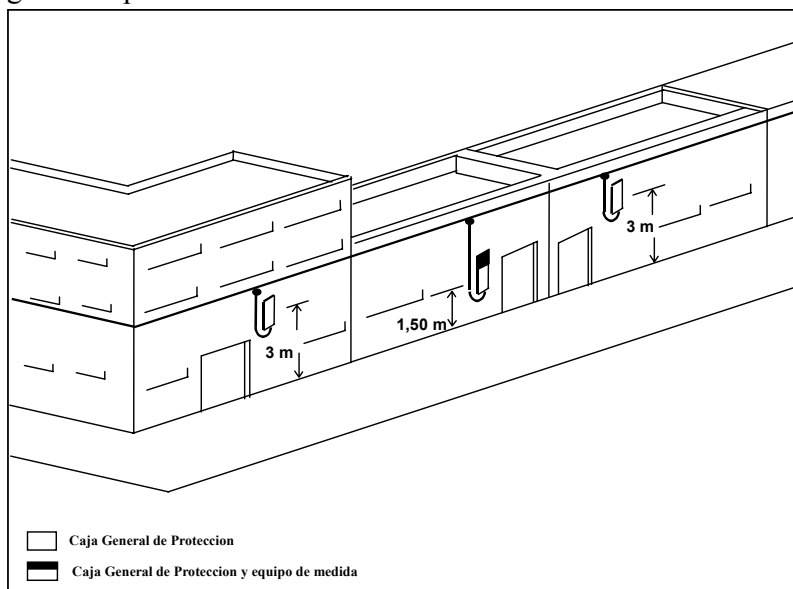 3 m
1,50 m
3 m
Caja General de Proteccion
Caja General de Proteccion y equipo de medida